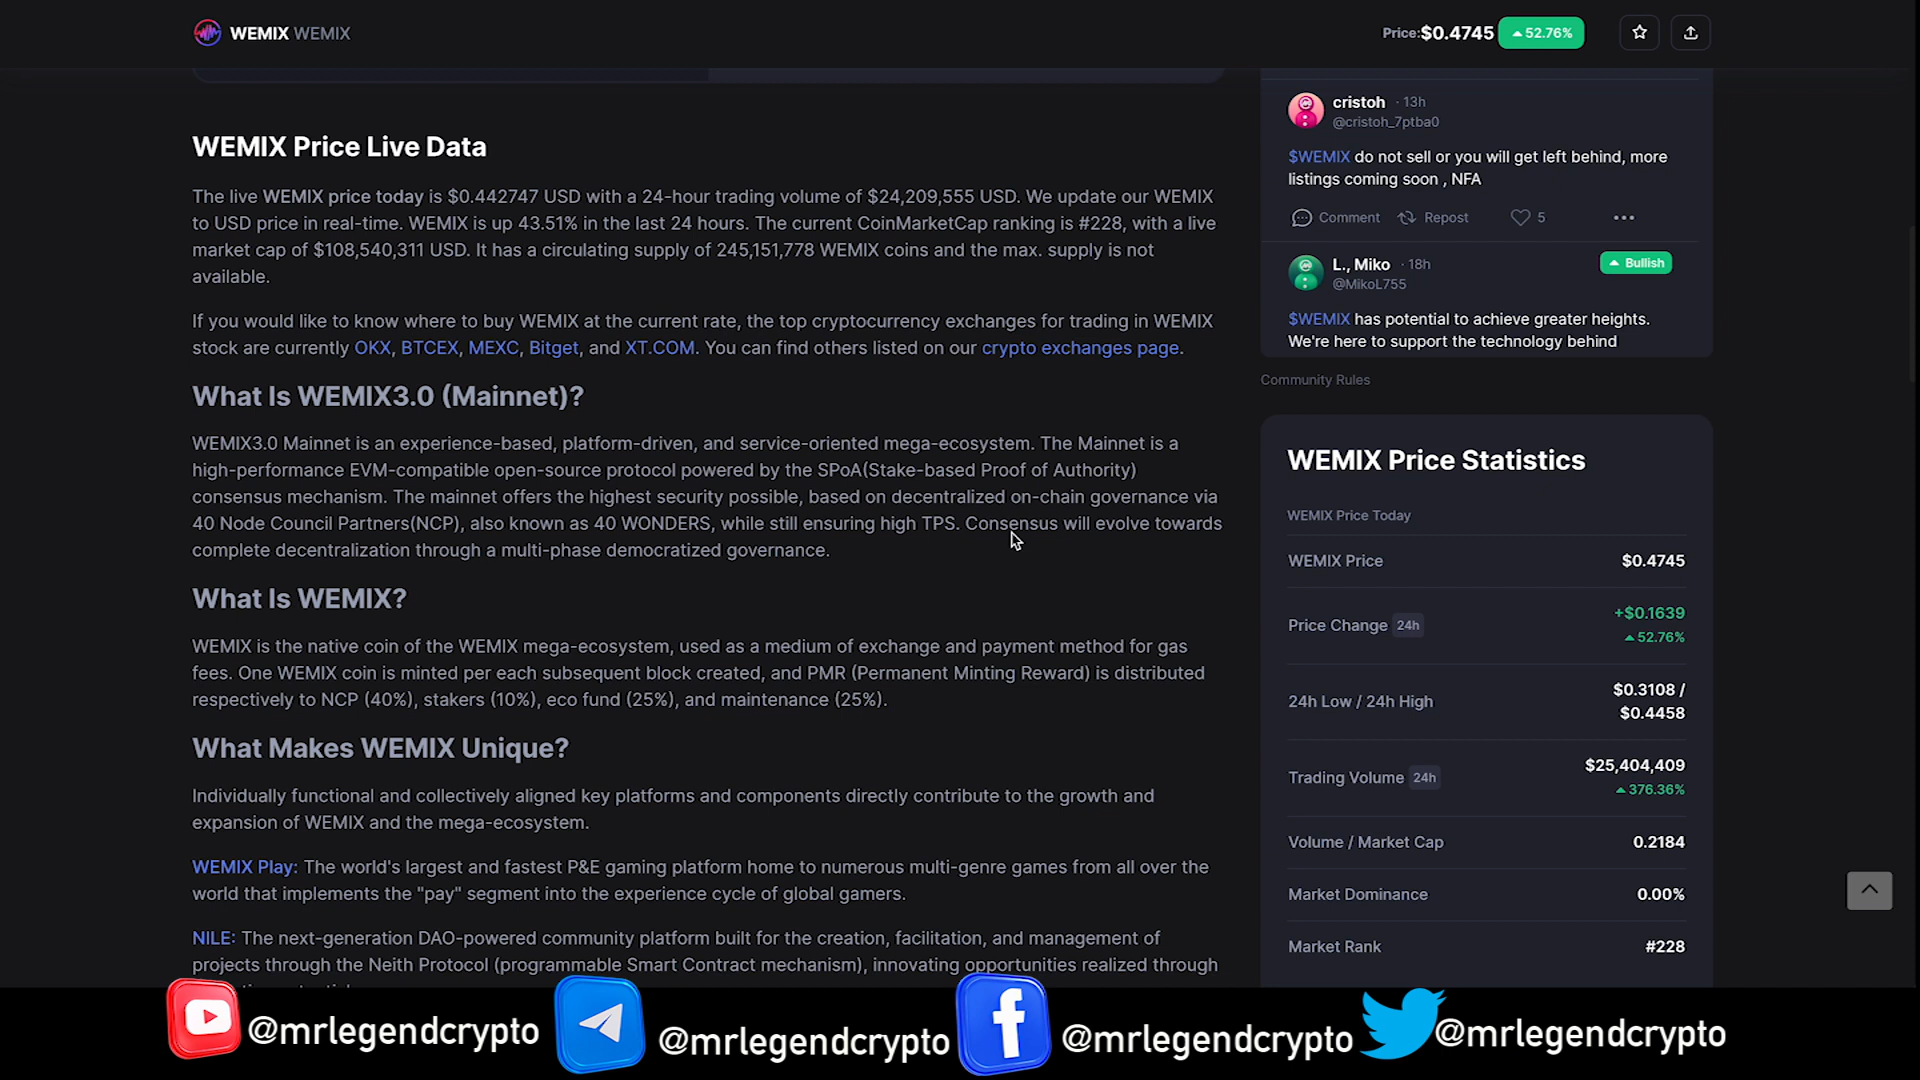 WEMIX WEMIX
Price:$0.4745 52.76%
WEMIX Price Live Data
The live WEMIX price today is $0.442747 USD with a 24-hour trading volume of $24,209,555 USD. We update our WEMIX
to USD price in real-time. WEMIX is up 43.51% in the last 24 hours. The current CoinMarketCap ranking is #228, with a live
market cap of $108,540,311 USD. It has a circulating supply of 245,151,778 WEMIX coins and the max. supply is not
available.
If you would like to know where to buy WEMIX at the current rate, the top cryptocurrency exchanges for trading in WEMIX
stock are currently OKX, BTCEX, MEXC, Bitget, and XT.COM. You can find others listed on our crypto exchanges page.
What Is WEMIX3.0 (Mainnet)?
WEMIX3.0 Mainnet is an experience-based, platform-driven, and service-oriented mega-ecosystem. The Mainnet is a
high-performance EVM-compatible open-source protocol powered by the SPoA(Stake-based Proof of Authority)
consensus mechanism. The mainnet offers the highest security possible, based on decentralized on-chain governance via
40 Node Council Partners(NCP), also known as 40 WONDERS, while still ensuring high TPS. Consensus will evolve towards
complete decentralization through a multi-phase democratized governance.
What Is WEMIX?
WEMIX is the native coin of the WEMIX mega-ecosystem, used as a medium of exchange and payment method for gas
fees. One WEMIX coin is minted per each subsequent block created, and PMR (Permanent Minting Reward) is distributed
respectively to NCP (40%), stakers (10%), eco fund (25%), and maintenance (25%).
What Makes WEMIX Unique?
Individually functional and collectively aligned key platforms and components directly contribute to the growth and
expansion of WEMIX and the mega-ecosystem.
WEMIX Play: The world's largest and fastest P&E gaming platform home to numerous multi-genre games from all over the
world that implements the "pay" segment into the experience cycle of global gamers.
NILE: The next-generation DAO-powered community platform built for the creation, facilitation, and management of
projects through the Neith Protocol (programmable Smart Contract mechanism), innovating opportunities realized through
cristoh · 13h
@cristoh_7ptba0
$WEMIX do not sell or you will get left behind, more
listings coming soon , NFA
Comment Repost 5
L., Miko · 18h
Bullish
@MikoL755
$WEMIX has potential to achieve greater heights.
We're here to support the technology behind
Community Rules
WEMIX Price Statistics
WEMIX Price Today
WEMIX Price $0.4745
Price Change 24h +$0.1639
52.76%
24h Low / 24h High $0.3108 /
$0.4458
Trading Volume 24h $25,404,409
376.36%
Volume / Market Cap 0.2184
Market Dominance 0.00%
Market Rank #228
@mrlegendcrypto @mrlegendcrypto @mrlegendcrypto @mrlegendcrypto